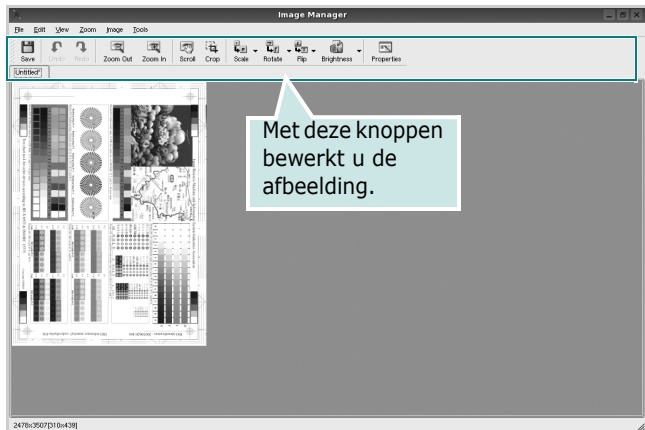 Image Manager
File Edit View Zoom Image Tools
Save Undo Redo Zoom Out Zoom In Scroll Crop Scale Rotate Flip Brightness Properties
Untitled*
Met deze knoppen
bewerkt u de
afbeelding.
2478x3507[310x439]